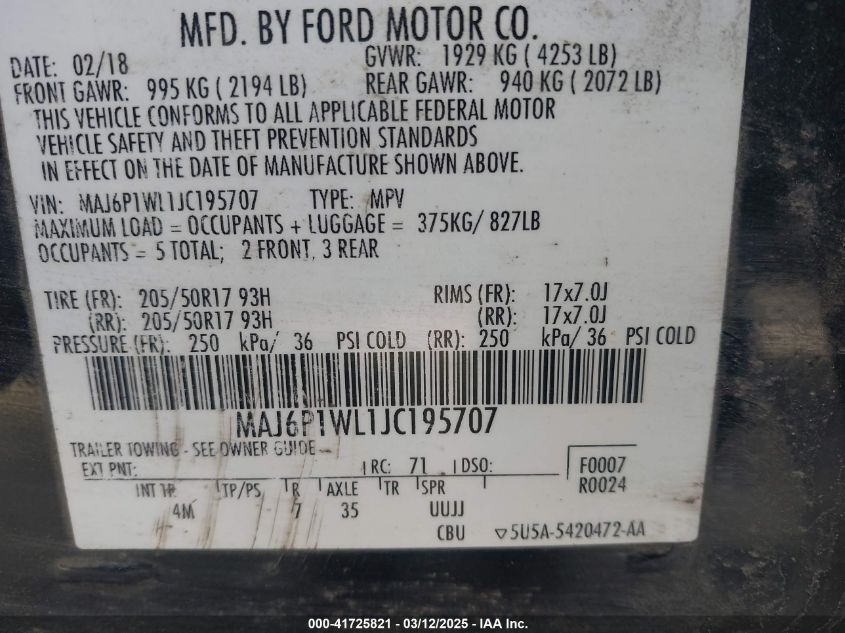 MFD. BY FORD MOTOR CO.
DATE: 02/18 GVWR: 1929 KG ( 4253 LB)
FRONT GAWR: 995 KG ( 2194 LB) REAR GAWR: 940 KG ( 2072 LB)
THIS VEHICLE CONFORMS TO ALL APPLICABLE FEDERAL MOTOR
VEHICLE SAFETY AND THEFT PREVENTION STANDARDS
IN EFFECT ON THE DATE OF MANUFACTURE SHOWN ABOVE.
VIN: MAJ6P1WL1JC195707 TYPE: MPV
MAXIMUM LOAD = OCCUPANTS + LUGGAGE = 375KG/ 827LB
OCCUPANTS = 5 TOTAL; 2 FRONT, 3 REAR
TIRE (FR): 205/50R17 93H RIMS (FR): 17x7.0J
(RR): 205/50R17 93H (RR): 17x7.0J
PRESSURE (FR): 250 kPa/ 36 PSI COLD (RR): 250 kPa/ 36 PSI COLD
MAJ6P1WL1JC195707
TRAILER TOWING - SEE OWNER GUIDE
EXT PNT: RC: 71 DSO: F0007
R0024
INT TR TP/PS R AXLE TR SPR
4M 7 35 UUJJ
CBU 5U5A-5420472-AA
000-41725821 / 03/12/2025 / IAA Inc.